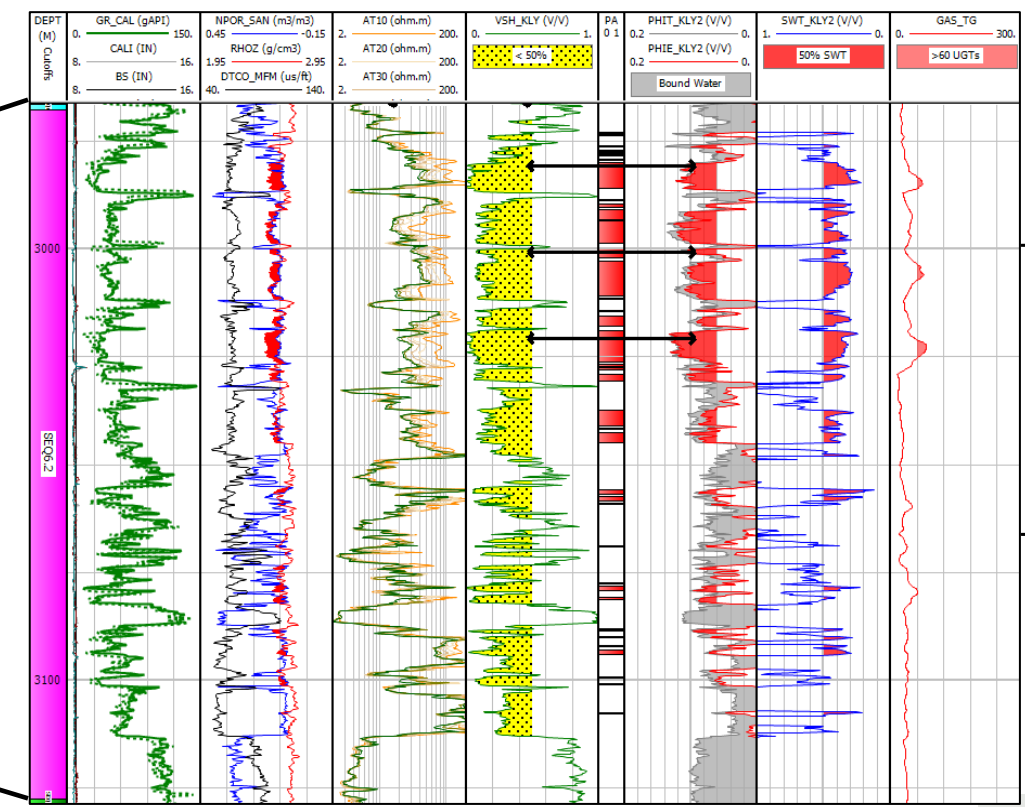 DEPT
(M)
Cutoffs
GR_CAL (gAPI)
0. 150.
CALI (IN)
8. 16.
BS (IN)
8. 16.
NPOR_SAN (m3/m3)
0.45 -0.15
RHOZ (g/cm3)
1.95 2.95
DTCO_MFM (us/ft)
40. 140.
AT10 (ohm.m)
2. 200.
AT20 (ohm.m)
2. 200.
AT30 (ohm.m)
2. 200.
VSH_KLY (V/V)
0. 1.
< 50%
PA
0 1
PHIT_KLY2 (V/V)
0.2 0.
PHIE_KLY2 (V/V)
0.2 0.
Bound Water
SWT_KLY2 (V/V)
1. 0.
50% SWT
GAS_TG
0. 300.
>60 UGTs
3000
SEQ6.2
3100